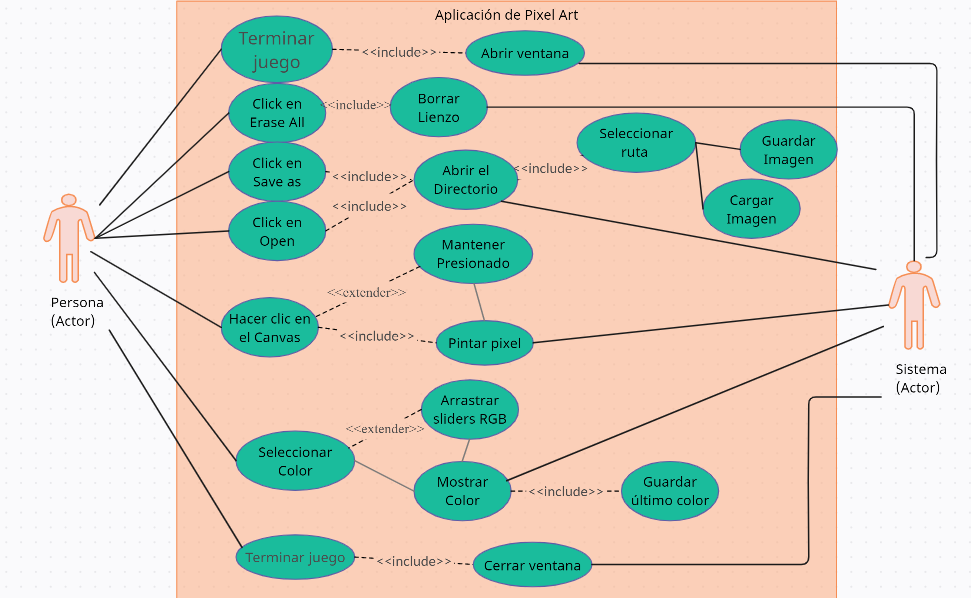 Aplicación de Pixel Art
Terminar
juego
<<include>>
Abrir ventana
Click en
Erase All
<<include>>
Borrar
Lienzo
Seleccionar
ruta
Guardar
Imagen
Click en
Save as
<<include>>
Abrir el
Directorio
<<include>>
Cargar
Imagen
Click en
Open
<<include>>
Mantener
Presionado
Persona
(Actor)
<<extender>>
Hacer clic en
el Canvas
<<include>>
Pintar pixel
Sistema
(Actor)
Arrastrar
sliders RGB
<<extender>>
Seleccionar
Color
Mostrar
Color
<<include>>
Guardar
último color
Terminar juego
<<include>>
Cerrar ventana